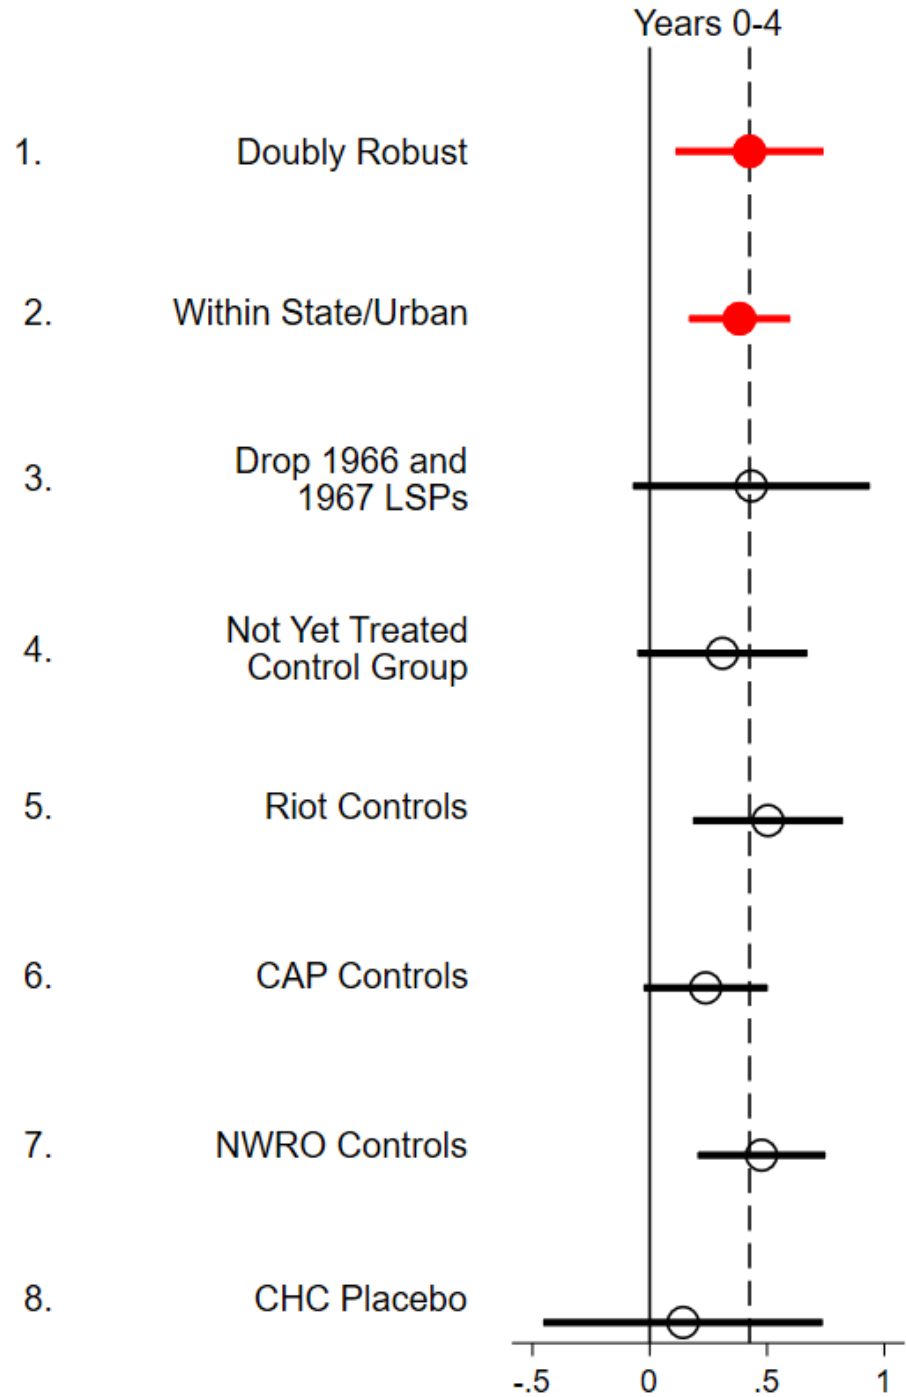 Years 0-4
1. Doubly Robust
2. Within State/Urban
3. Drop 1966 and
1967 LSPs
4. Not Yet Treated
Control Group
5. Riot Controls
6. CAP Controls
7. NWRO Controls
8. CHC Placebo
-.5 0 .5 1